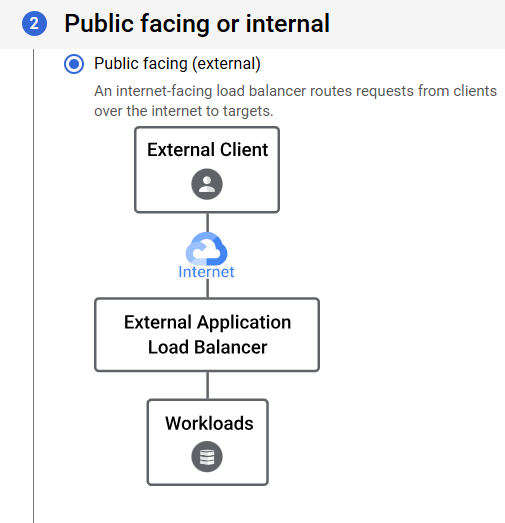 2 Public facing or internal
Public facing (external)
An internet-facing load balancer routes requests from clients
over the internet to targets.
External Client
Internet
External Application
Load Balancer
Workloads